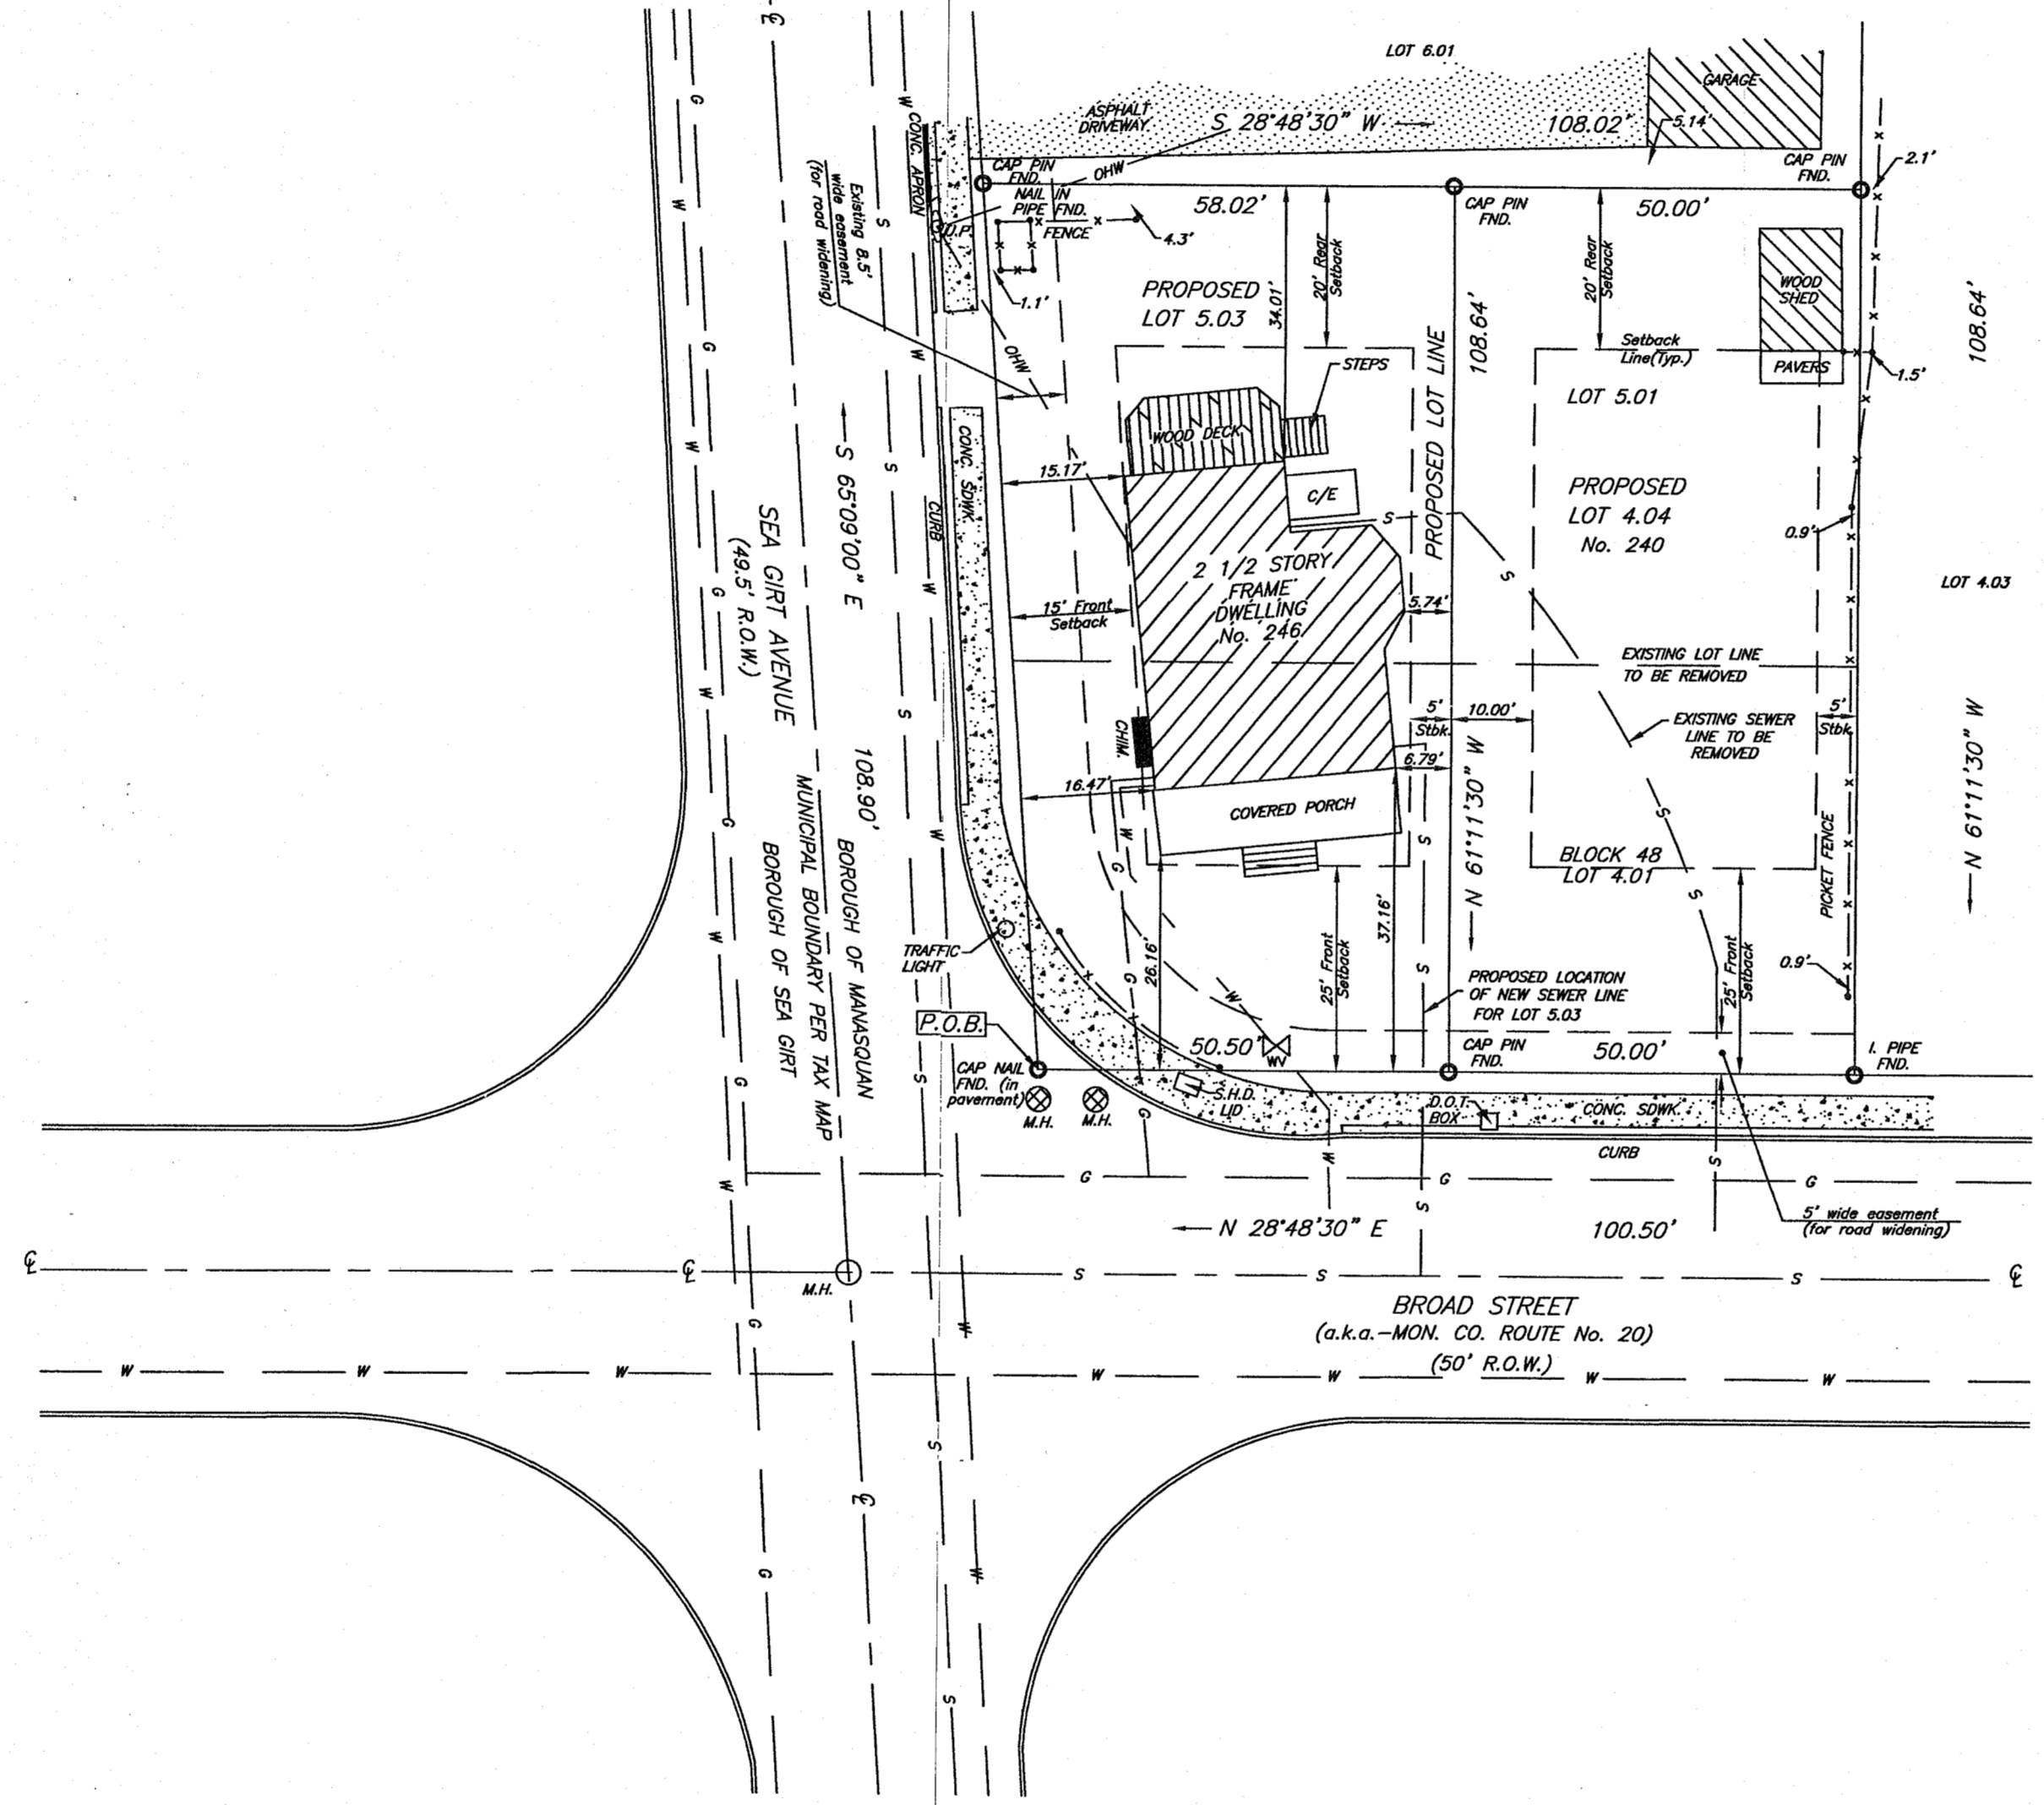 LOT 6.01
GARAGE
ASPHALT
DRIVEWAY
S 28°48'30" W
108.02'
5.14'
CONC. APRON
CAP PIN
FND.
OHW
NAIL IN
PIPE FND.
FENCE
4.3'
1.1'
58.02'
CAP PIN
FND.
50.00'
CAP PIN
FND.
2.1'
Existing 8.5'
wide easement
(for road widening)
OHW
PROPOSED
LOT 5.03
34.01'
20' Rear
Setback
STEPS
PROPOSED LOT LINE
108.64'
20' Rear
Setback
Setback
Line(Typ.)
LOT 5.01
WOOD
SHED
PAVERS
1.5'
108.64'
WOOD DECK
C/E
15.17'
CONC. SDWK.
CURB
S 65°09'00" E
108.90'
SEA GIRT AVENUE
(49.5' R.O.W.)
MUNICIPAL BOUNDARY PER TAX MAP
BOROUGH OF MANASQUAN
BOROUGH OF SEA GIRT
2 1/2 STORY
FRAME
DWELLING
No. 246
15' Front
Setback
5.74'
PROPOSED
LOT 4.04
No. 240
0.9'
LOT 4.03
EXISTING LOT LINE
TO BE REMOVED
EXISTING SEWER
LINE TO BE
REMOVED
5'
Stbk.
10.00'
5'
Stbk.
6.79'
N 61°11'30" W
N 61°11'30" W
CHIM.
16.47'
COVERED PORCH
BLOCK 48
LOT 4.01
PICKET FENCE
0.9'
26.16'
25' Front
Setback
37.16'
25' Front
Setback
PROPOSED LOCATION
OF NEW SEWER LINE
FOR LOT 5.03
TRAFFIC
LIGHT
P.O.B.
CAP NAIL
FND. (in
pavement)
M.H.
M.H.
50.50'
WV
CAP PIN
FND.
50.00'
I. PIPE
FND.
S.H.D.
LID
D.O.T.
BOX
CONC. SDWK.
CURB
N 28°48'30" E
100.50'
5' wide easement
(for road widening)
M.H.
BROAD STREET
(a.k.a.-MON. CO. ROUTE No. 20)
(50' R.O.W.)
G
W
S